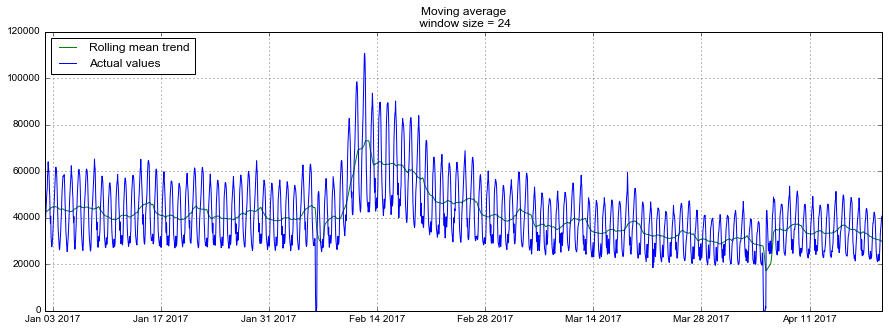 Moving average
window size = 24
120000
100000
80000
60000
40000
20000
0
Rolling mean trend
Actual values
Jan 03 2017 Jan 17 2017 Jan 31 2017 Feb 14 2017 Feb 28 2017 Mar 14 2017 Mar 28 2017 Apr 11 2017